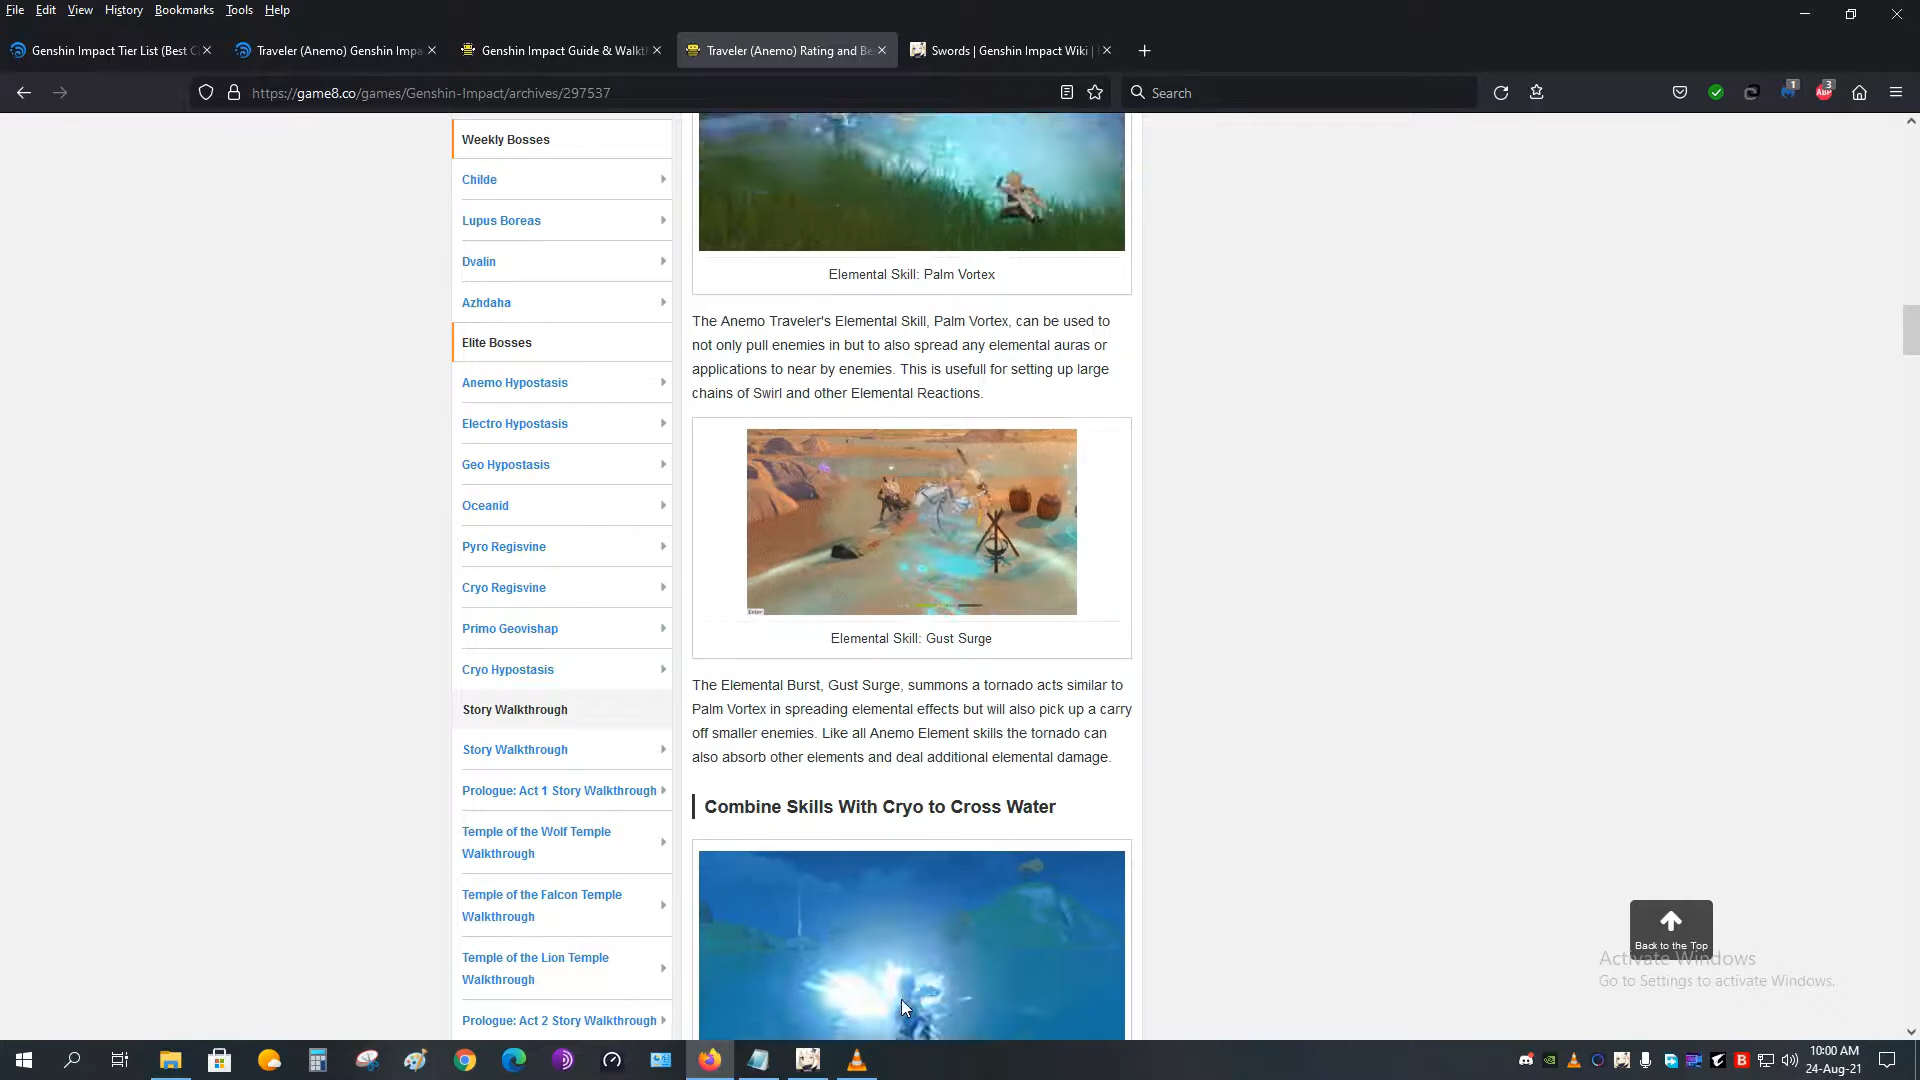 File Edit View History Bookmarks Tools Help
Genshin Impact Tier List (Best C
Traveler (Anemo) Genshin Impa
Genshin Impact Guide & Walkt
Traveler (Anemo) Rating and Be
Swords | Genshin Impact Wiki |
https://game8.co/games/Genshin-Impact/archives/297537
Search
1
3
ABP
Weekly Bosses
Childe
Lupus Boreas
Dvalin
Azhdaha
Elite Bosses
Anemo Hypostasis
Electro Hypostasis
Geo Hypostasis
Oceanid
Pyro Regisvine
Cryo Regisvine
Primo Geovishap
Cryo Hypostasis
Story Walkthrough
Story Walkthrough
Prologue: Act 1 Story Walkthrough
Temple of the Wolf Temple
Walkthrough
Temple of the Falcon Temple
Walkthrough
Temple of the Lion Temple
Walkthrough
Prologue: Act 2 Story Walkthrough
Elemental Skill: Palm Vortex
The Anemo Traveler's Elemental Skill, Palm Vortex, can be used to
not only pull enemies in but to also spread any elemental auras or
applications to near by enemies. This is usefull for setting up large
chains of Swirl and other Elemental Reactions.
Enter
Elemental Skill: Gust Surge
The Elemental Burst, Gust Surge, summons a tornado acts similar to
Palm Vortex in spreading elemental effects but will also pick up a carry
off smaller enemies. Like all Anemo Element skills the tornado can
also absorb other elements and deal additional elemental damage.
Combine Skills With Cryo to Cross Water
Back to the Top
Activate Windows
Go to Settings to activate Windows.
10:00 AM
24-Aug-21